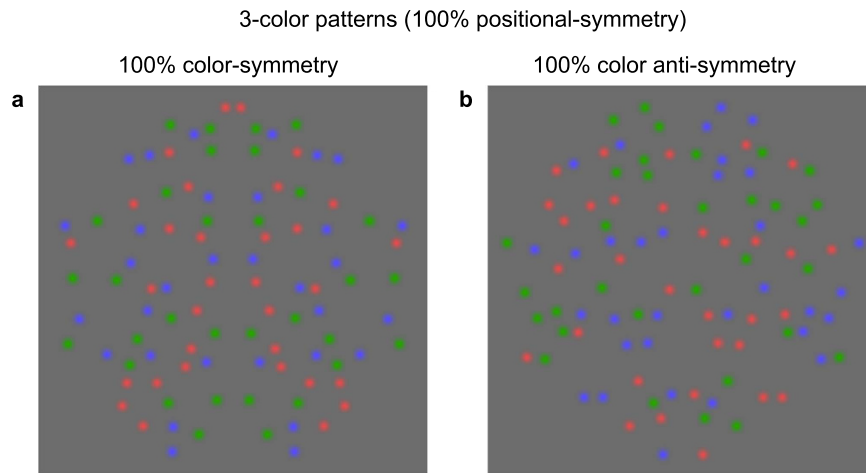 3-color patterns (100% positional-symmetry)
100% color-symmetry
100% color anti-symmetry
a
b